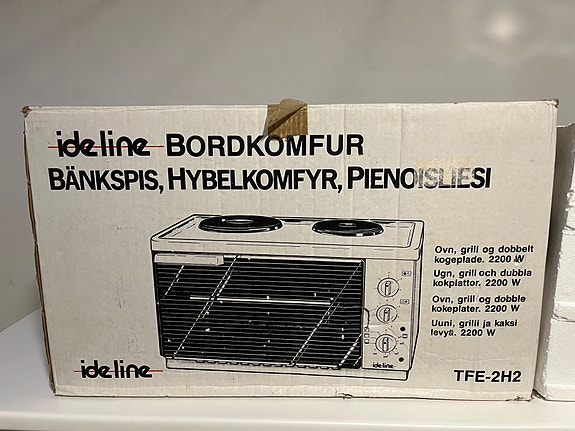 ide line BORDKOMFUR
BÄNKSPIS, HYBELKOMFYR, PIENOISLIESI
Ovn, grill og dobbelt
kogeplade. 2200 W
Ugn, grill och dubbla
kokplattor. 2200 W
Ovn, grill og dobble
kokeplater. 2200 W
Uuni, grilli ja kaksi
levyä. 2200 W
ide line
ide line
TFE-2H2